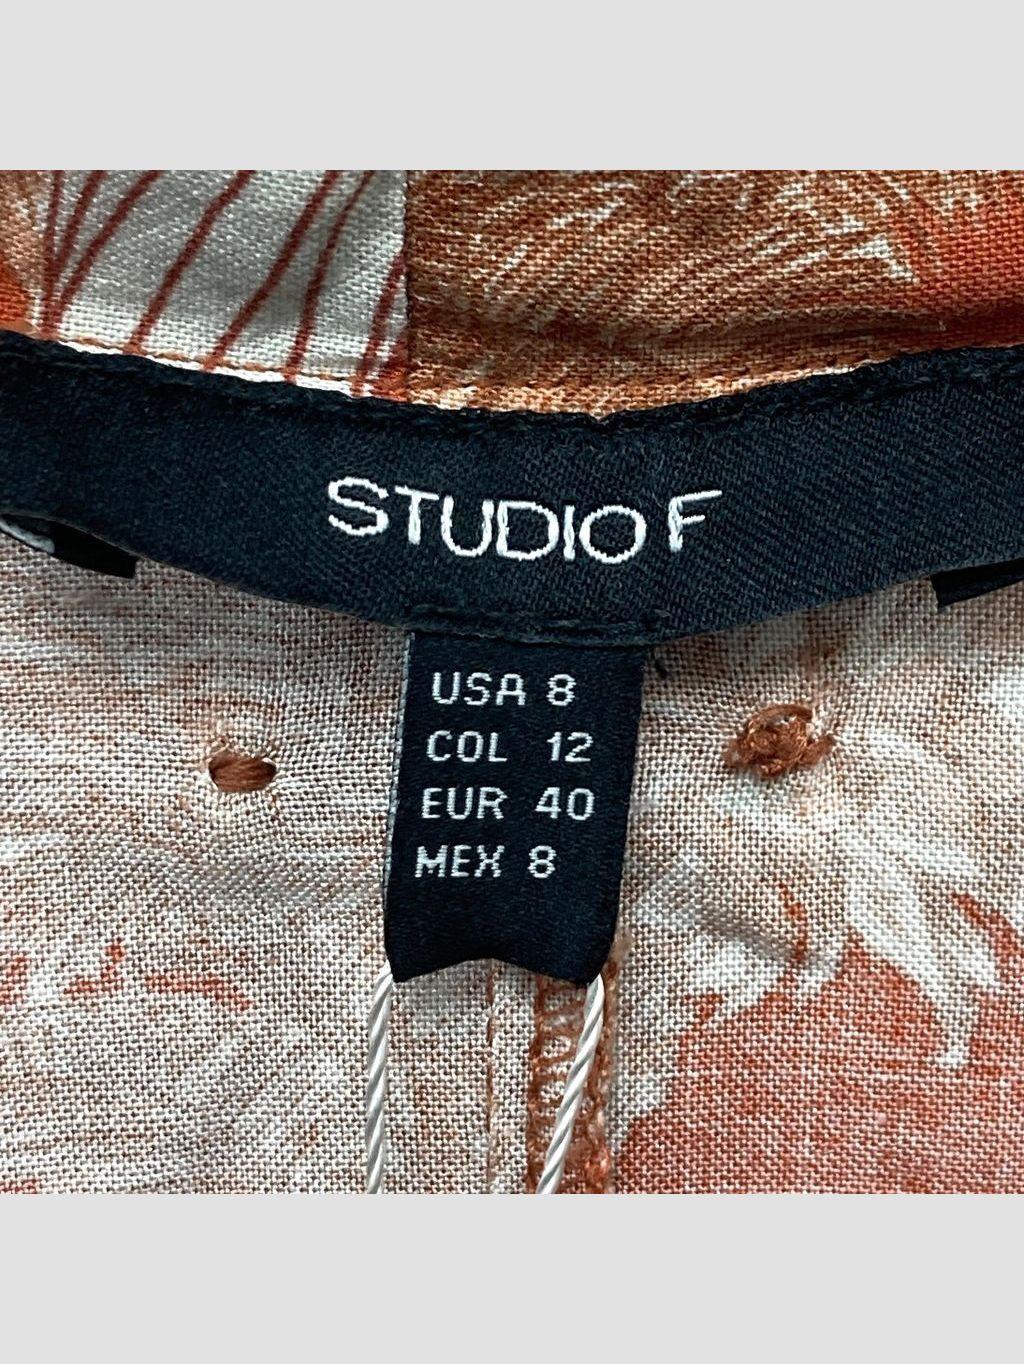 STUDIO F
USA 8
COL 12
EUR 40
MEX 8